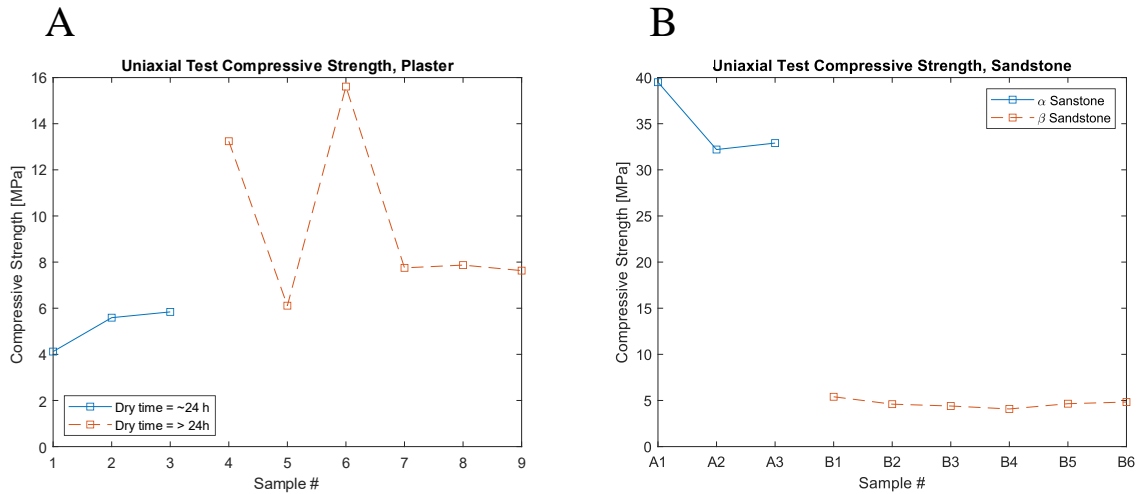 A
Uniaxial Test Compressive Strength, Plaster
16
14
12
10
8
6
4
2
0
Compressive Strength [MPa]
Dry time = ~24 h
Dry time = > 24h
1 2 3 4 5 6 7 8 9
Sample #
B
Uniaxial Test Compressive Strength, Sandstone
40
35
30
25
20
15
10
5
0
Compressive Strength [MPa]
α Sanstone
β Sandstone
A1 A2 A3 B1 B2 B3 B4 B5 B6
Sample #